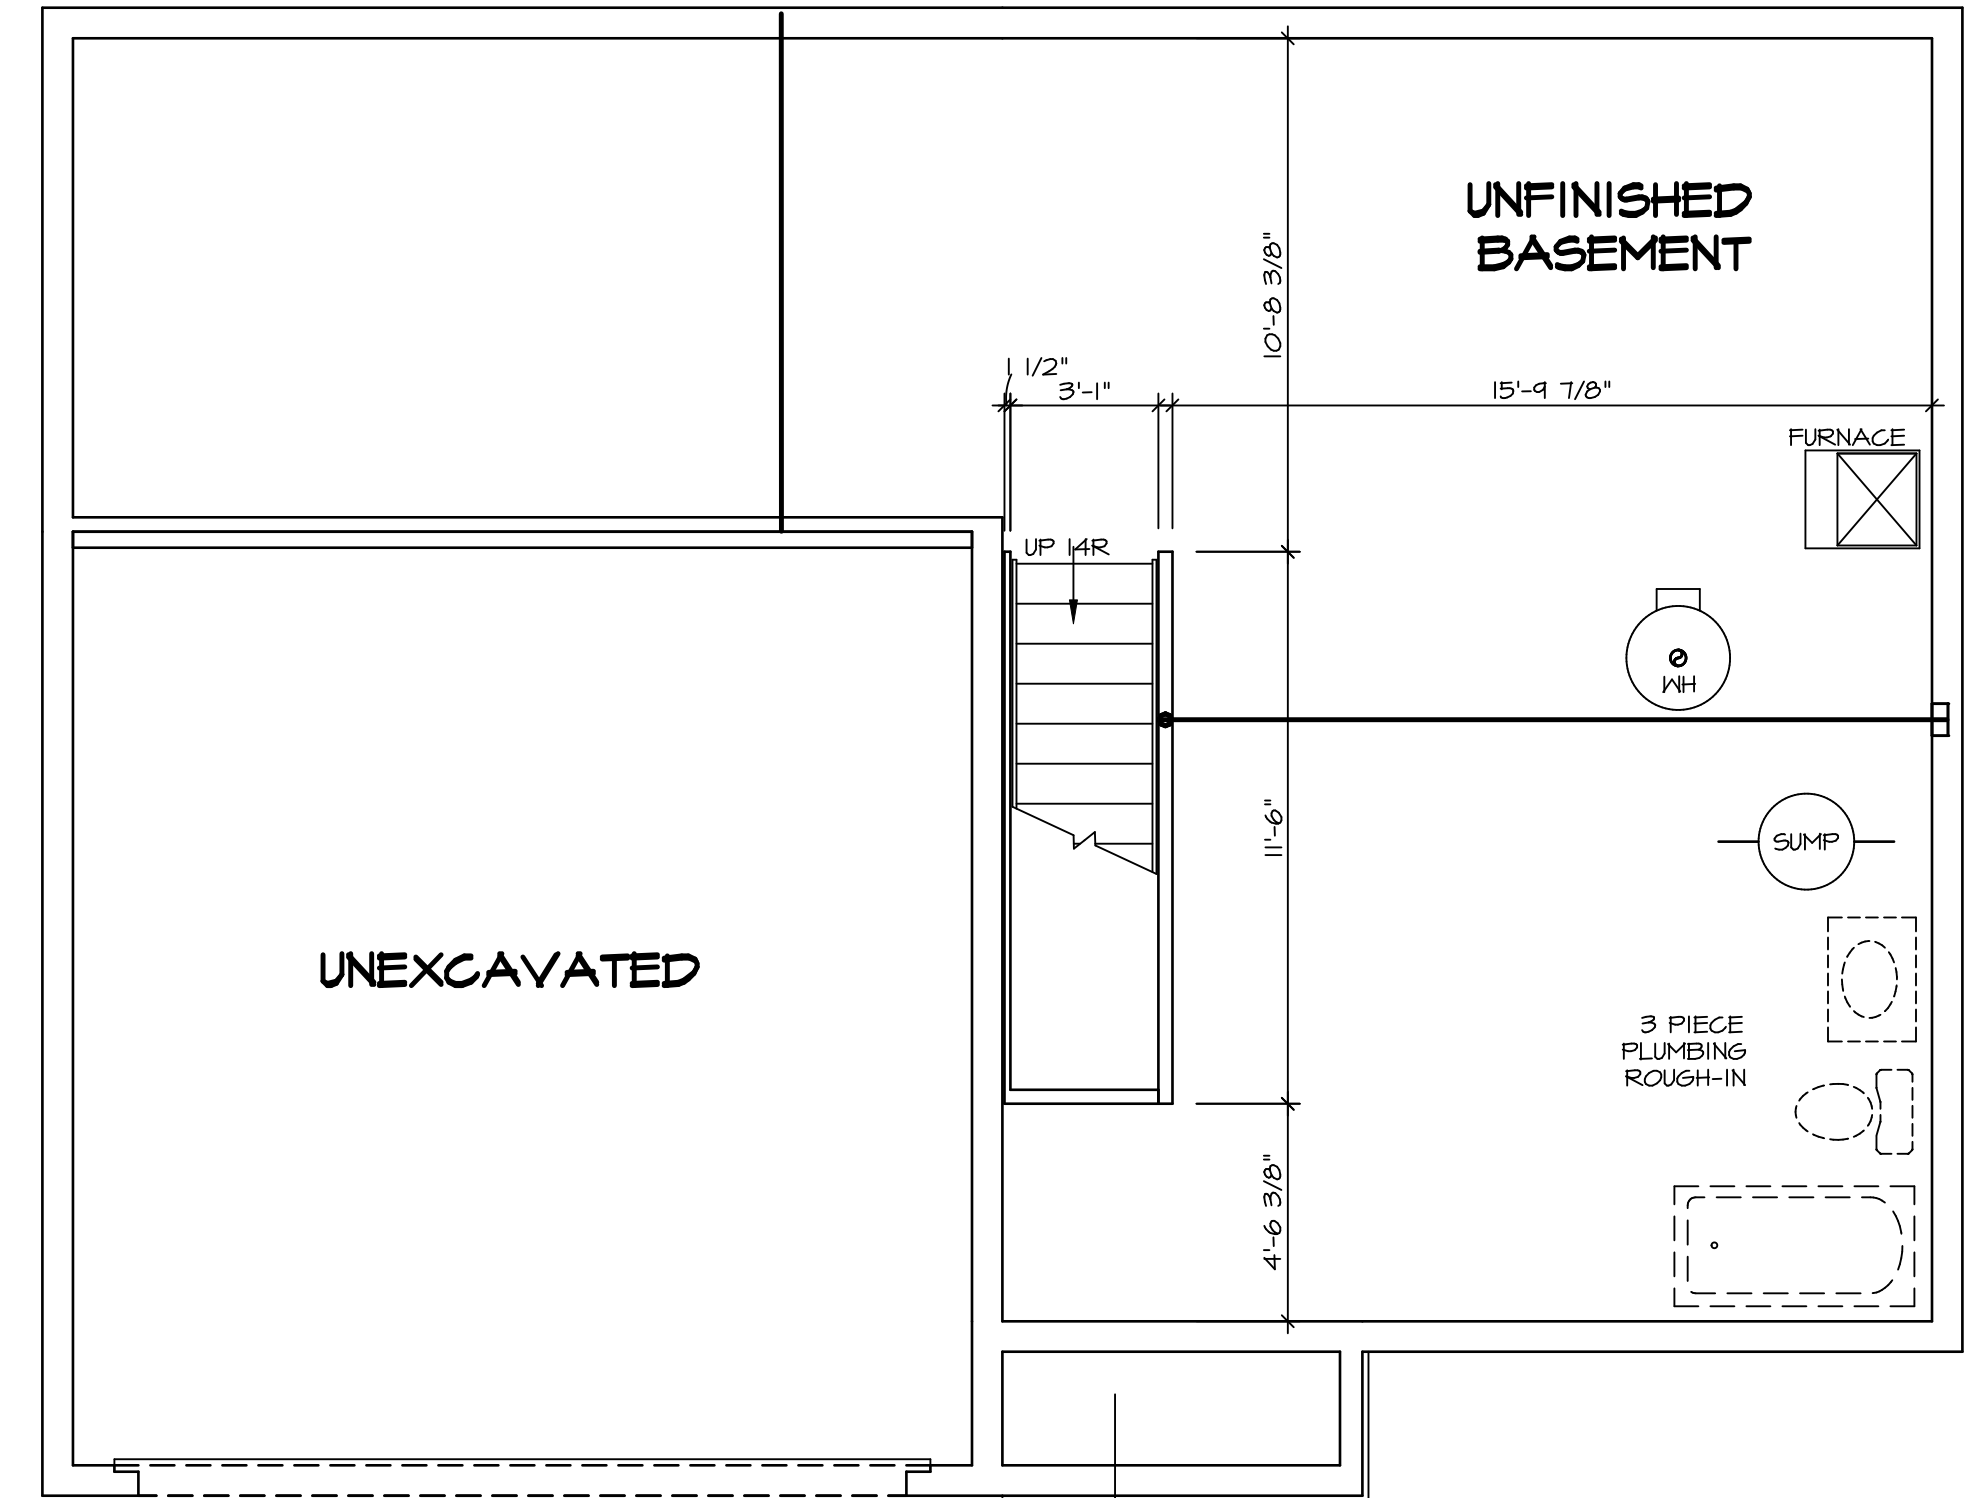 UNFINISHED
BASEMENT
10'-8 3/8"
1 1/2"
3'-1"
15'-9 7/8"
FURNACE
UP 14R
WH
11'-6"
SUMP
UNEXCAVATED
3 PIECE
PLUMBING
ROUGH-IN
4'-6 3/8"